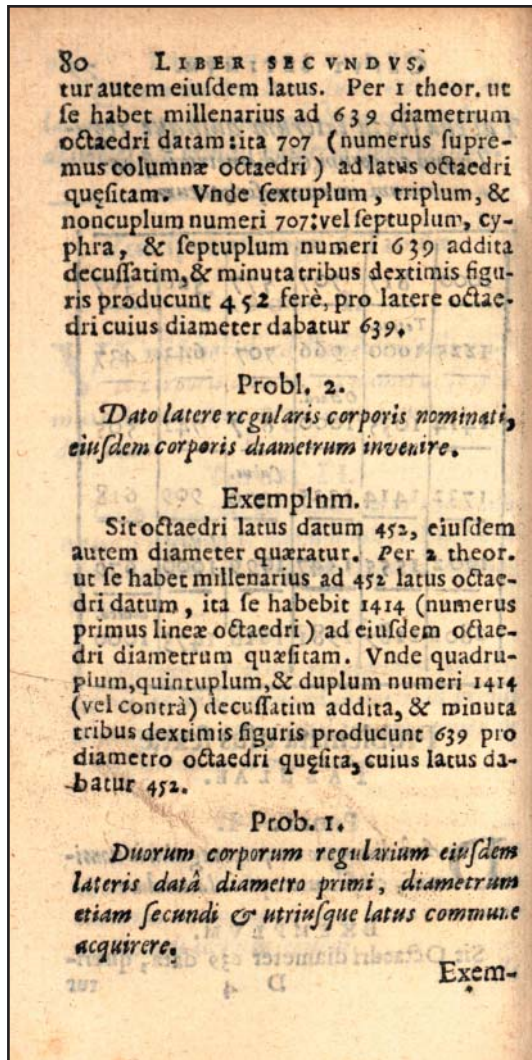 80 LIBER SECVNDVS.
tur autem eiuſdem latus. Per 1 theor. ut
ſe habet millenarius ad 639 diametrum
octaedri datam: ita 707 (numerus ſupre-
mus columnæ octaedri) ad latus octaedri
quęſitam. Vnde ſextuplum, triplum, &
noncuplum numeri 707: vel ſeptuplum, cy-
phra, & ſeptuplum numeri 639 addita
decuſſatim, & minuta tribus dextimis figu-
ris producunt 452 ferè, pro latere octae-
dri cuius diameter dabatur 639.
Probl. 2.
Dato latere regularis corporis nominati,
eiuſdem corporis diametrum invenire.
Exemplum.
Sit octaedri latus datum 452, eiuſdem
autem diameter quæratur. Per 2 theor.
ut ſe habet millenarius ad 452 latus octae-
dri datum, ita ſe habebit 1414 (numerus
primus lineæ octaedri) ad eiuſdem octae-
dri diametrum quæſitam. Vnde quadru-
plum, quintuplum, & duplum numeri 1414
(vel contrà) decuſſatim addita, & minuta
tribus dextimis figuris producunt 639 pro
diametro octaedri quęſita, cuius latus da-
batur 452.
Prob. 1.
Duorum corporum regularium eiuſdem
lateris datâ diametro primi, diametrum
etiam ſecundi & utriuſque latus commune
acquirere.
Exem-